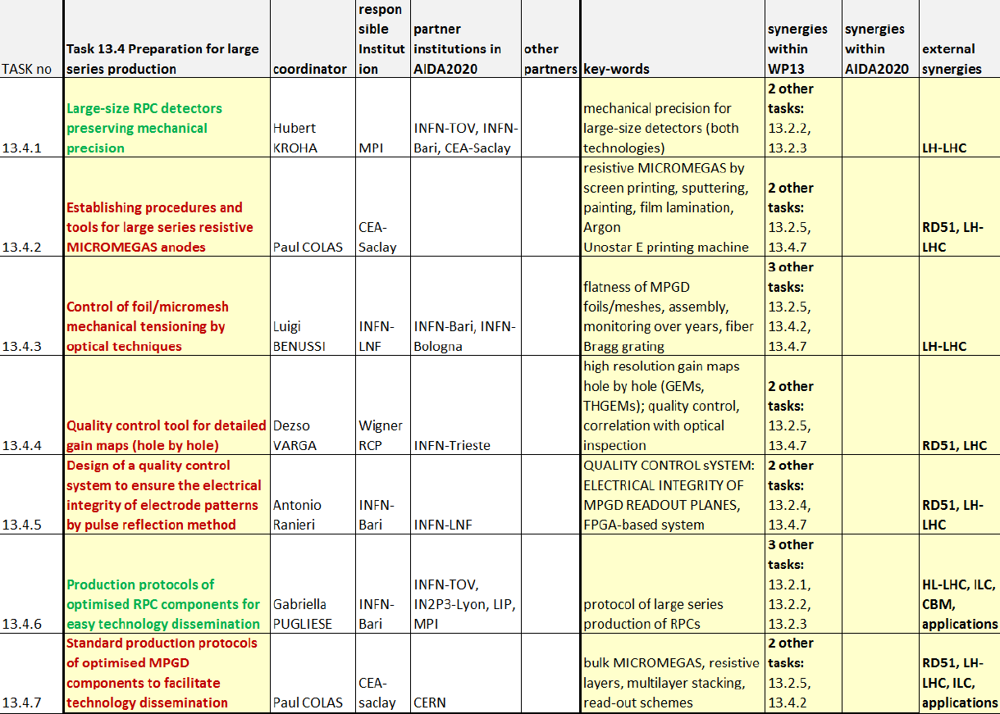 TASK no
Task 13.4 Preparation for large
series production
coordinator
respon
sible
Institut
ion
partner
institutions in
AIDA2020
other
partners
key-words
synergies
within
WP13
synergies
within
AIDA2020
external
synergies
13.4.1
Large-size RPC detectors
preserving mechanical
precision
Hubert
KROHA
MPI
INFN-TOV, INFN-
Bari, CEA-Saclay
mechanical precision for
large-size detectors (both
technologies)
2 other
tasks:
13.2.2,
13.2.3
LH-LHC
13.4.2
Establishing procedures and
tools for large series resistive
MICROMEGAS anodes
Paul COLAS
CEA-
Saclay
resistive MICROMEGAS by
screen printing, sputtering,
painting, film lamination,
Argon
Unostar E printing machine
2 other
tasks:
13.2.5,
13.4.7
RD51, LH-
LHC
13.4.3
Control of foil/micromesh
mechanical tensioning by
optical techniques
Luigi
BENUSSI
INFN-
LNF
INFN-Bari, INFN-
Bologna
flatness of MPGD
foils/meshes, assembly,
monitoring over years, fiber
Bragg grating
3 other
tasks:
13.2.5,
13.4.2,
13.4.7
LH-LHC
13.4.4
Quality control tool for detailed
gain maps (hole by hole)
Dezso
VARGA
Wigner
RCP
INFN-Trieste
high resolution gain maps
hole by hole (GEMs,
THGEMs); quality control,
correlation with optical
inspection
2 other
tasks:
13.2.5,
13.4.7
RD51, LHC
13.4.5
Design of a quality control
system to ensure the electrical
integrity of electrode patterns
by pulse reflection method
Antonio
Ranieri
INFN-
Bari
INFN-LNF
QUALITY CONTROL sYSTEM:
ELECTRICAL INTEGRITY OF
MPGD READOUT PLANES,
FPGA-based system
2 other
tasks:
13.2.4,
13.4.7
RD51, LH-
LHC
13.4.6
Production protocols of
optimised RPC components for
easy technology dissemination
Gabriella
PUGLIESE
INFN-
Bari
INFN-TOV,
IN2P3-Lyon, LIP,
MPI
protocol of large series
production of RPCs
3 other
tasks:
13.2.1,
13.2.2,
13.2.3
HL-LHC, ILC,
CBM,
applications
13.4.7
Standard production protocols
of optimised MPGD
components to facilitate
technology dissemination
Paul COLAS
CEA-
saclay
CERN
bulk MICROMEGAS, resistive
layers, multilayer stacking,
read-out schemes
2 other
tasks:
13.2.5,
13.4.2
RD51, LH-
LHC, ILC,
applications